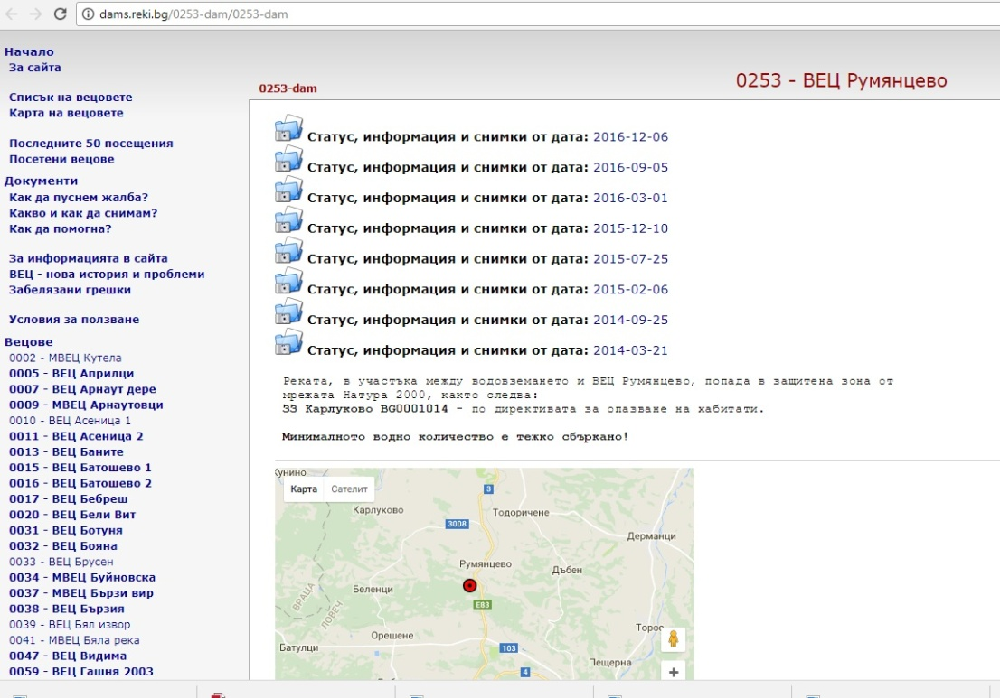 dams.reki.bg/0253-dam/0253-dam
Начало
За сайта
Списък на вецовете
Карта на вецовете
Последните 50 посещения
Посетени вецове
Документи
Как да пуснем жалба?
Какво и как да снимам?
Как да помогна?
За информацията в сайта
ВЕЦ - нова история и проблеми
Забелязани грешки
Условия за ползване
Вецове
0002 - МВЕЦ Кутела
0005 - ВЕЦ Априлци
0007 - ВЕЦ Арнаут дере
0009 - МВЕЦ Арнаутовци
0010 - ВЕЦ Асеница 1
0011 - ВЕЦ Асеница 2
0013 - ВЕЦ Баните
0015 - ВЕЦ Батошево 1
0016 - ВЕЦ Батошево 2
0017 - ВЕЦ Бебреш
0020 - ВЕЦ Бели Вит
0031 - ВЕЦ Ботуня
0032 - ВЕЦ Бояна
0033 - ВЕЦ Брусен
0034 - МВЕЦ Буйновска
0037 - МВЕЦ Бързи вир
0038 - ВЕЦ Бързия
0039 - ВЕЦ Бял извор
0041 - МВЕЦ Бяла река
0047 - ВЕЦ Видима
0059 - ВЕЦ Гашня 2003
0253 - ВЕЦ Румянцево
0253-dam
Статус, информация и снимки от дата: 2016-12-06
Статус, информация и снимки от дата: 2016-09-05
Статус, информация и снимки от дата: 2016-03-01
Статус, информация и снимки от дата: 2015-12-10
Статус, информация и снимки от дата: 2015-07-25
Статус, информация и снимки от дата: 2015-02-06
Статус, информация и снимки от дата: 2014-09-25
Статус, информация и снимки от дата: 2014-03-21
Реката, в участъка между водовземането и ВЕЦ Румянцево, попада в защитена зона от
мрежата Натура 2000, както следва:
ЗЗ Карлуково BG0001014 - по директивата за опазване на хабитати.
Минималното водно количество е тежко сбъркано!
Кунино
Карта Сателит
3
Карлуково
Тодоричене
3008
Дерманци
Румянцево
Дъбен
Беленци
ВРАЦА
ЛОВЕЧ
E83
Торос
Орешене
Батулци
103
Пещерна
4